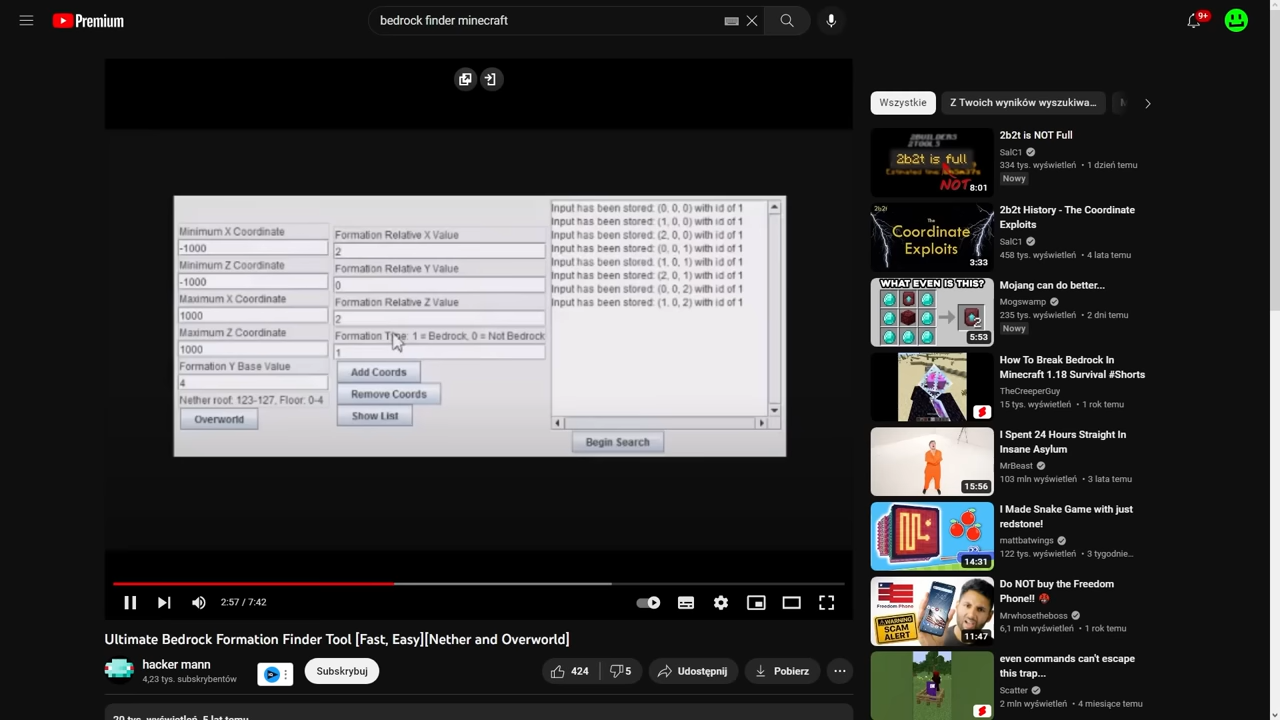 Premium
bedrock finder minecraft
9+
Minimum X Coordinate
-1000
Minimum Z Coordinate
-1000
Maximum X Coordinate
1000
Maximum Z Coordinate
1000
Formation Y Base Value
4
Nether roof: 123-127, Floor: 0-4
Overworld
Formation Relative X Value
2
Formation Relative Y Value
0
Formation Relative Z Value
2
Formation Type: 1 = Bedrock, 0 = Not Bedrock
1
Add Coords
Remove Coords
Show List
Input has been stored: (0, 0, 0) with id of 1
Input has been stored: (1, 0, 0) with id of 1
Input has been stored: (2, 0, 0) with id of 1
Input has been stored: (0, 0, 1) with id of 1
Input has been stored: (1, 0, 1) with id of 1
Input has been stored: (2, 0, 1) with id of 1
Input has been stored: (0, 0, 2) with id of 1
Input has been stored: (1, 0, 2) with id of 1
Begin Search
2:57 / 7:42
Ultimate Bedrock Formation Finder Tool [Fast, Easy][Nether and Overworld]
hacker mann
4,23 tys. subskrybentów
Subskrybuj
424
5
Udostępnij
Pobierz
20 tys. wyświetleń 5 lat temu
Wszystkie
Z Twoich wyników wyszukiwa...
2BUILDERS
2TOOLS
2b2t is full
NOT
8:01
2b2t is NOT Full
SalC1
334 tys. wyświetleń • 1 dzień temu
Nowy
2b2t
The
Coordinate
Exploits
3:33
2b2t History - The Coordinate
Exploits
SalC1
458 tys. wyświetleń • 4 lata temu
WHAT EVEN IS THIS?
2
5:53
Mojang can do better...
Mogswamp
235 tys. wyświetleń • 2 dni temu
Nowy
How To Break Bedrock In
Minecraft 1.18 Survival #Shorts
TheCreeperGuy
15 tys. wyświetleń • 1 rok temu
15:56
I Spent 24 Hours Straight In
Insane Asylum
MrBeast
103 mln wyświetleń • 3 lata temu
14:31
I Made Snake Game with just
redstone!
mattbatwings
122 tys. wyświetleń • 3 tygodnie...
FREEDOM PHONE
WARNING
SCAM
ALERT
11:47
Do NOT buy the Freedom
Phone!!
Mrwhosetheboss
6,1 mln wyświetleń • 1 rok temu
even commands can't escape
this trap...
Scatter
2 mln wyświetleń • 4 miesiące temu